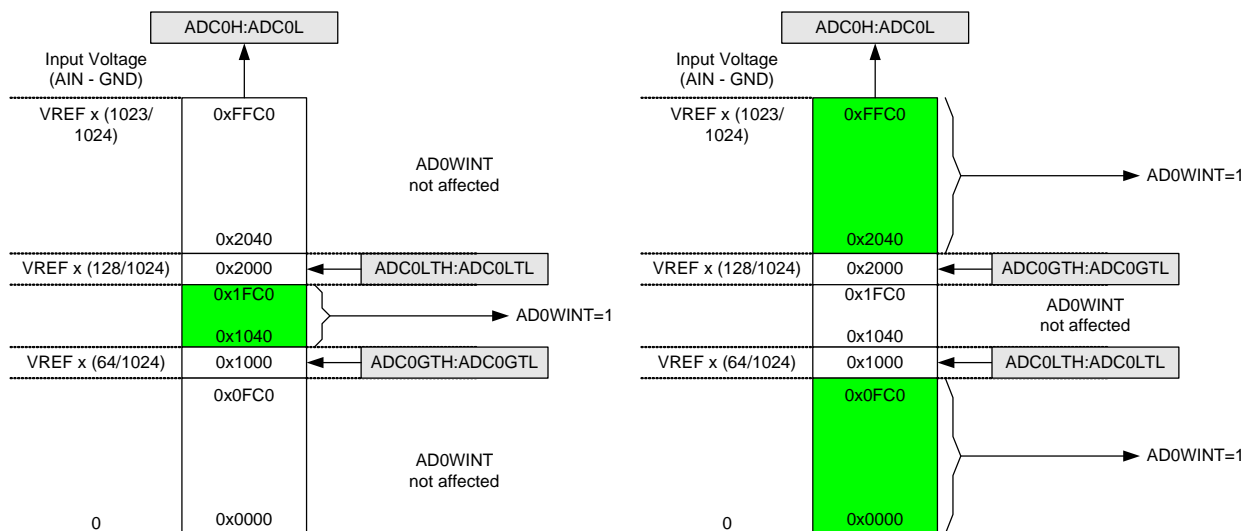 ADC0H:ADC0L
Input Voltage
(AIN - GND)
VREF x (1023/
1024)
0xFFC0
AD0WINT
not affected
0x2040
VREF x (128/1024)
0x2000
ADC0LTH:ADC0LTL
0x1FC0
AD0WINT=1
0x1040
VREF x (64/1024)
0x1000
ADC0GTH:ADC0GTL
0x0FC0
AD0WINT
not affected
0
0x0000
ADC0H:ADC0L
Input Voltage
(AIN - GND)
VREF x (1023/
1024)
0xFFC0
AD0WINT=1
0x2040
VREF x (128/1024)
0x2000
ADC0GTH:ADC0GTL
0x1FC0
AD0WINT
not affected
0x1040
VREF x (64/1024)
0x1000
ADC0LTH:ADC0LTL
0x0FC0
AD0WINT=1
0
0x0000